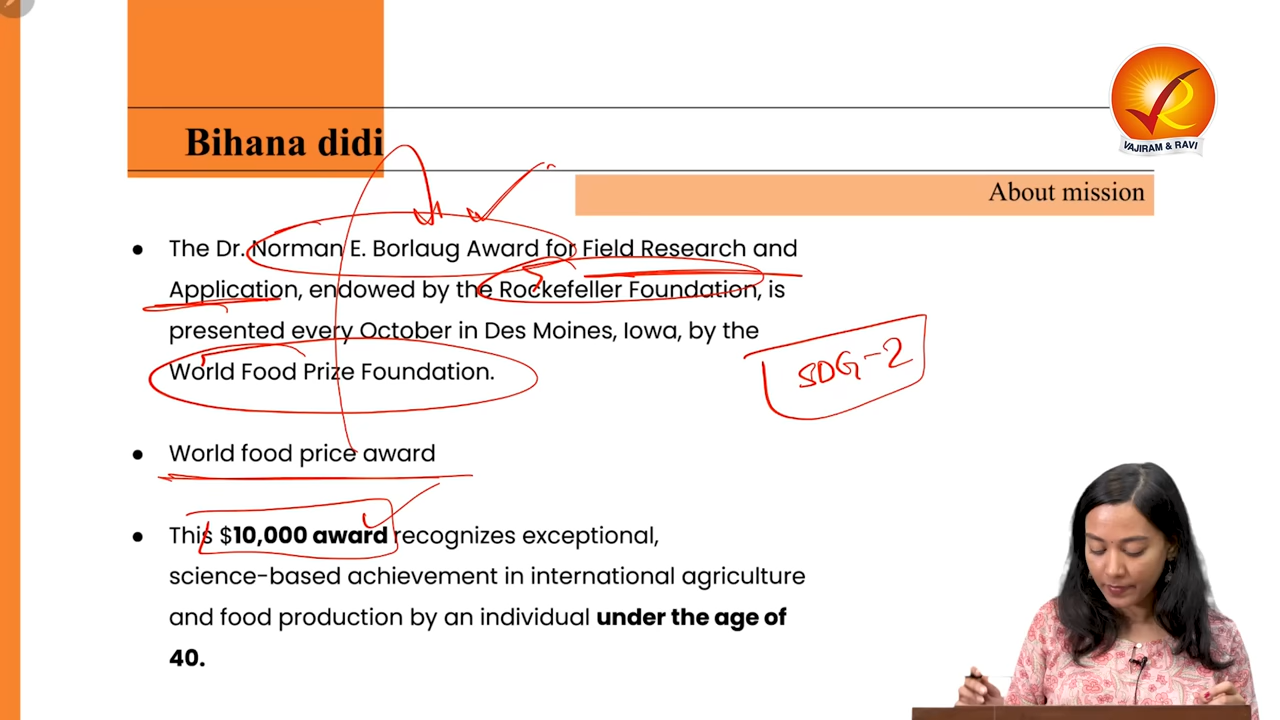 VAJIRAM & RAVI
Bihana didi
About mission
● The Dr. Norman E. Borlaug Award for Field Research and
Application, endowed by the Rockefeller Foundation, is
presented every October in Des Moines, Iowa, by the
World Food Prize Foundation.
SDG-2
● World food price award
● This $10,000 award recognizes exceptional,
science-based achievement in international agriculture
and food production by an individual under the age of
40.